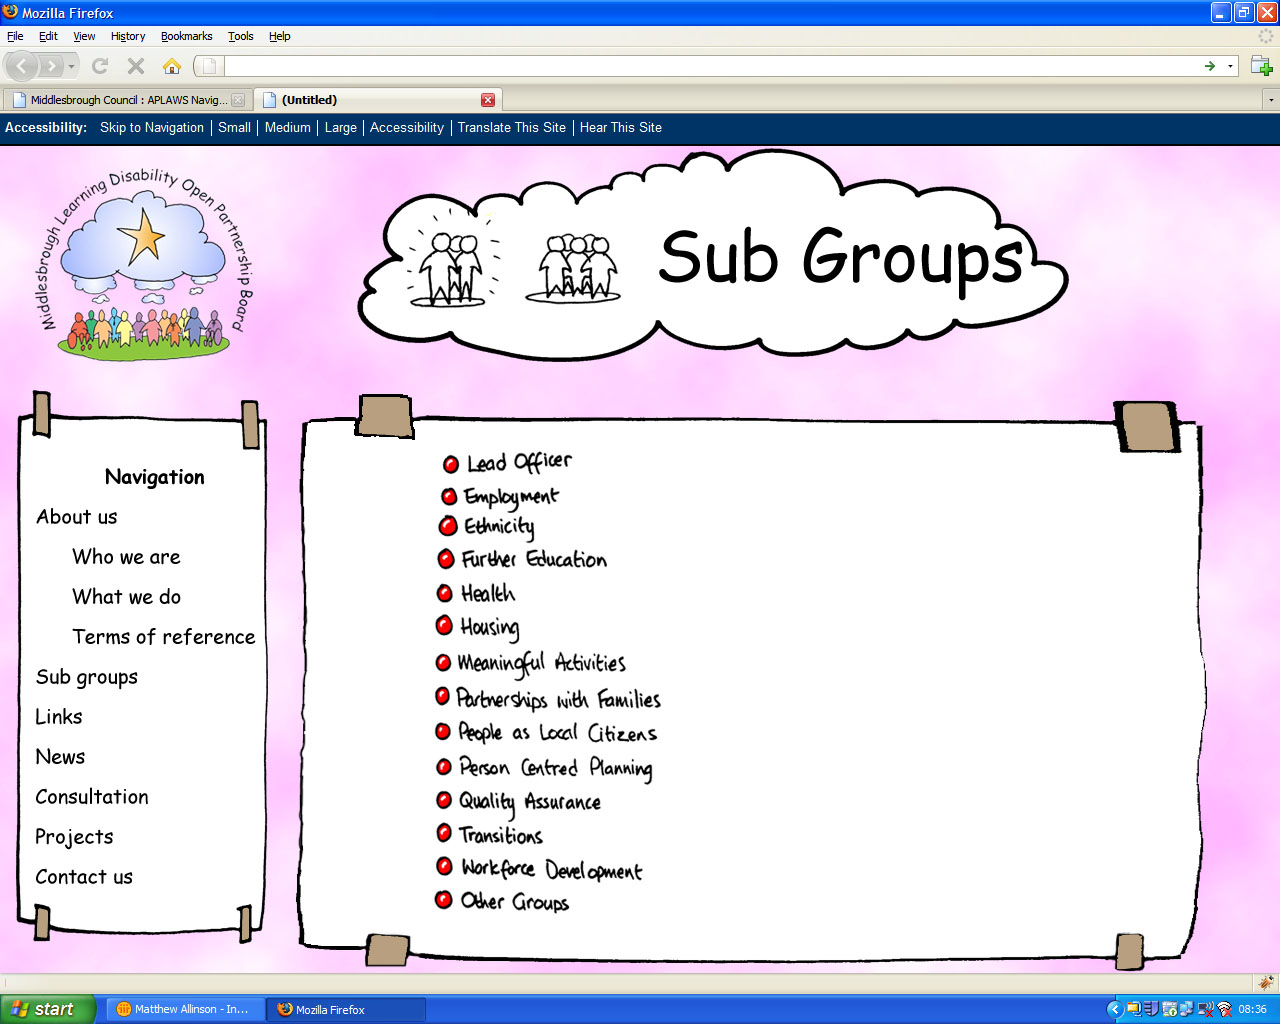 Mozilla Firefox
File Edit View History Bookmarks Tools Help
Middlesbrough Council : APLAWS Navig... (Untitled)
Accessibility: Skip to Navigation Small Medium Large Accessibility Translate This Site Hear This Site
Middlesbrough Learning Disability Open Partnership Board
Sub Groups
Navigation
About us
Who we are
What we do
Terms of reference
Sub groups
Links
News
Consultation
Projects
Contact us
Lead Officer
Employment
Ethnicity
Further Education
Health
Housing
Meaningful Activities
Partnerships with Families
People as Local Citizens
Person Centred Planning
Quality Assurance
Transitions
Workforce Development
Other Groups
start Matthew Allinson - In... Mozilla Firefox 08:36